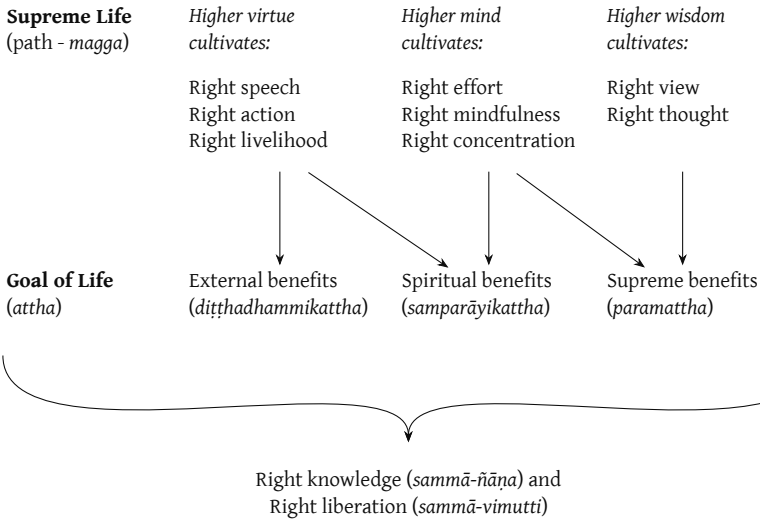 Supreme Life
(path - magga)
Higher virtue
cultivates:
Right speech
Right action
Right livelihood
Higher mind
cultivates:
Right effort
Right mindfulness
Right concentration
Higher wisdom
cultivates:
Right view
Right thought
Goal of Life
(attha)
External benefits
(diṭṭhadhammikattha)
Spiritual benefits
(samparāyikattha)
Supreme benefits
(paramattha)
Right knowledge (sammā-ñāṇa) and
Right liberation (sammā-vimutti)